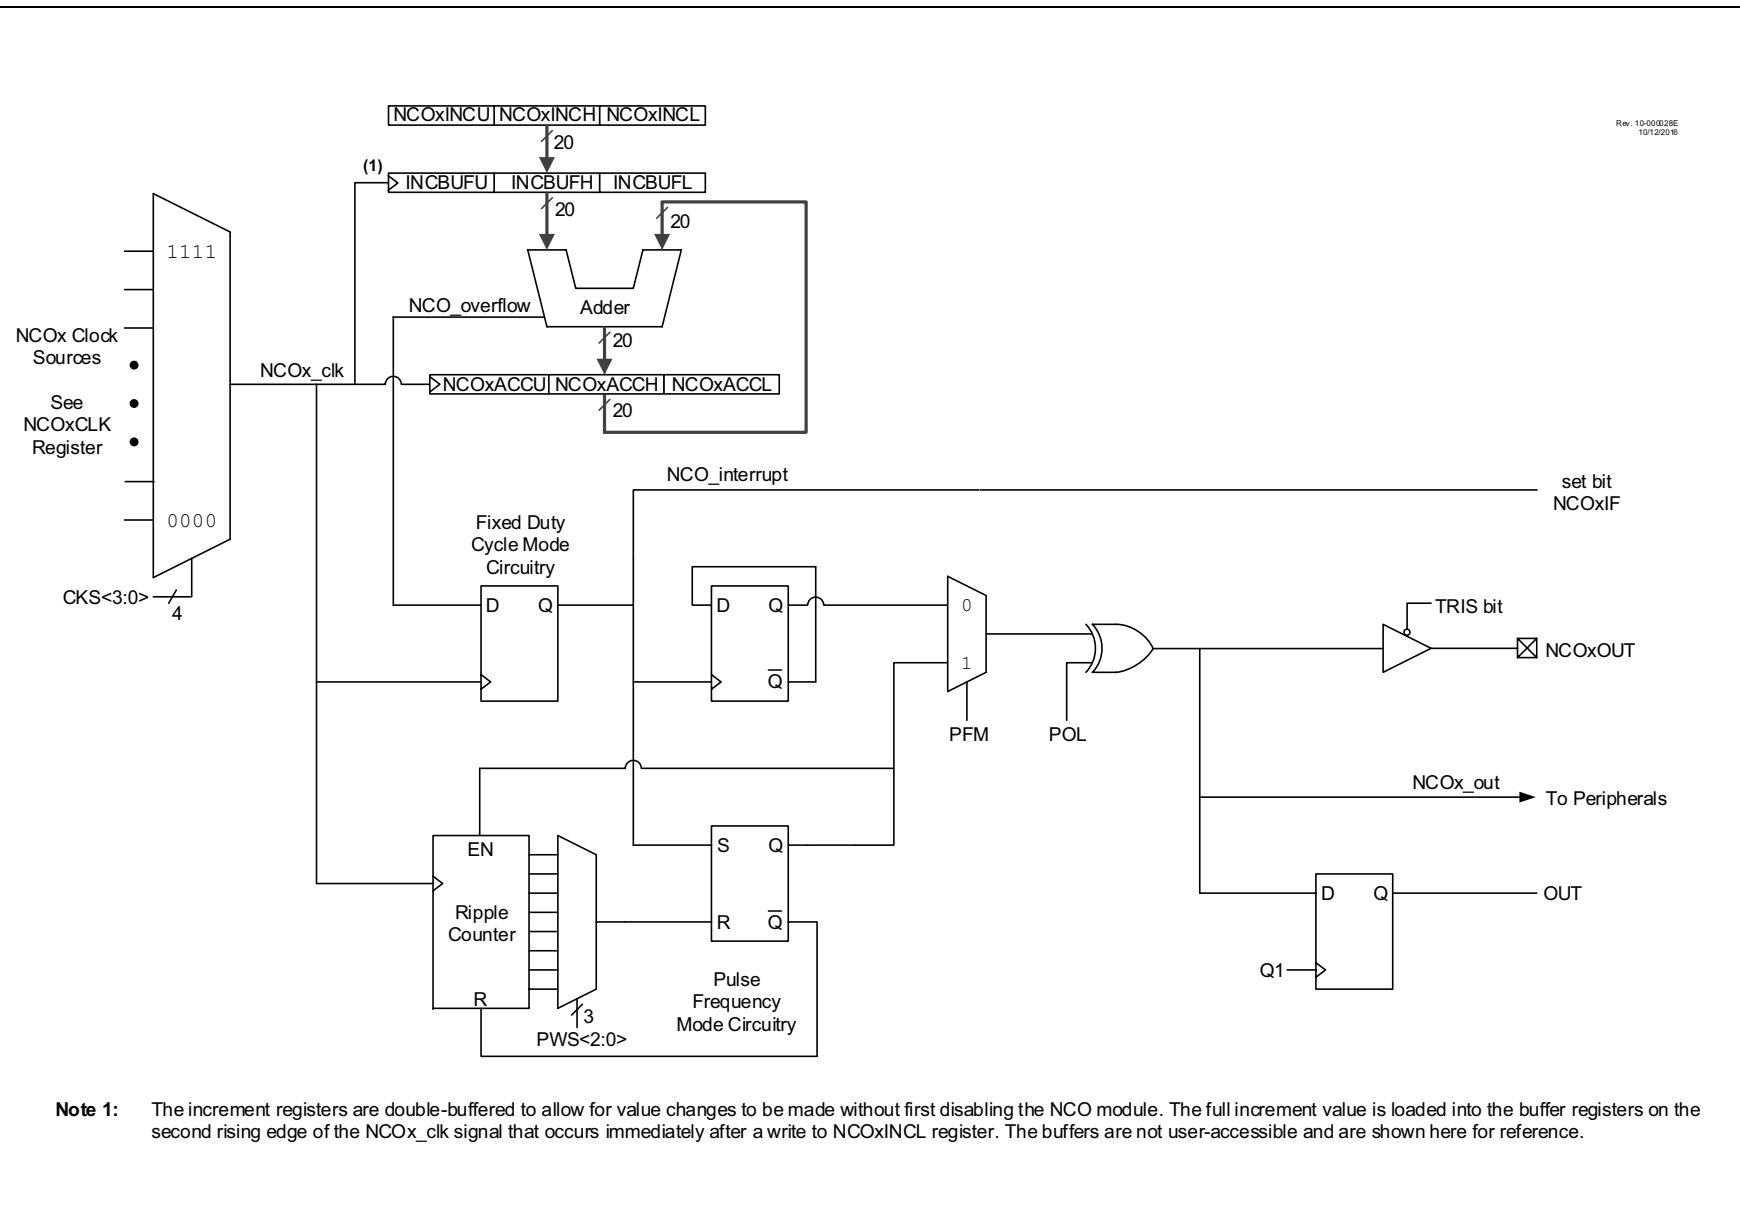 Rev. 10-000028E
10/12/2016
NCOxINCU NCOxINCH NCOxINCL
20
(1)
INCBUFU INCBUFH INCBUFL
20
20
1111
NCO_overflow
Adder
NCOx Clock
Sources
20
NCOx_clk
NCOxACCU NCOxACCH NCOxACCL
See
NCOxCLK
Register
20
NCO_interrupt
set bit
NCOxIF
0000
Fixed Duty
Cycle Mode
Circuitry
CKS<3:0>
4
D Q
D Q
Q
0
1
PFM
POL
TRIS bit
NCOxOUT
NCOx_out
To Peripherals
EN
Ripple
Counter
R
3
PWS<2:0>
S Q
R Q
Pulse
Frequency
Mode Circuitry
D Q
OUT
Q1
Note 1: The increment registers are double-buffered to allow for value changes to be made without first disabling the NCO module. The full increment value is loaded into the buffer registers on the
second rising edge of the NCOx_clk signal that occurs immediately after a write to NCOxINCL register. The buffers are not user-accessible and are shown here for reference.